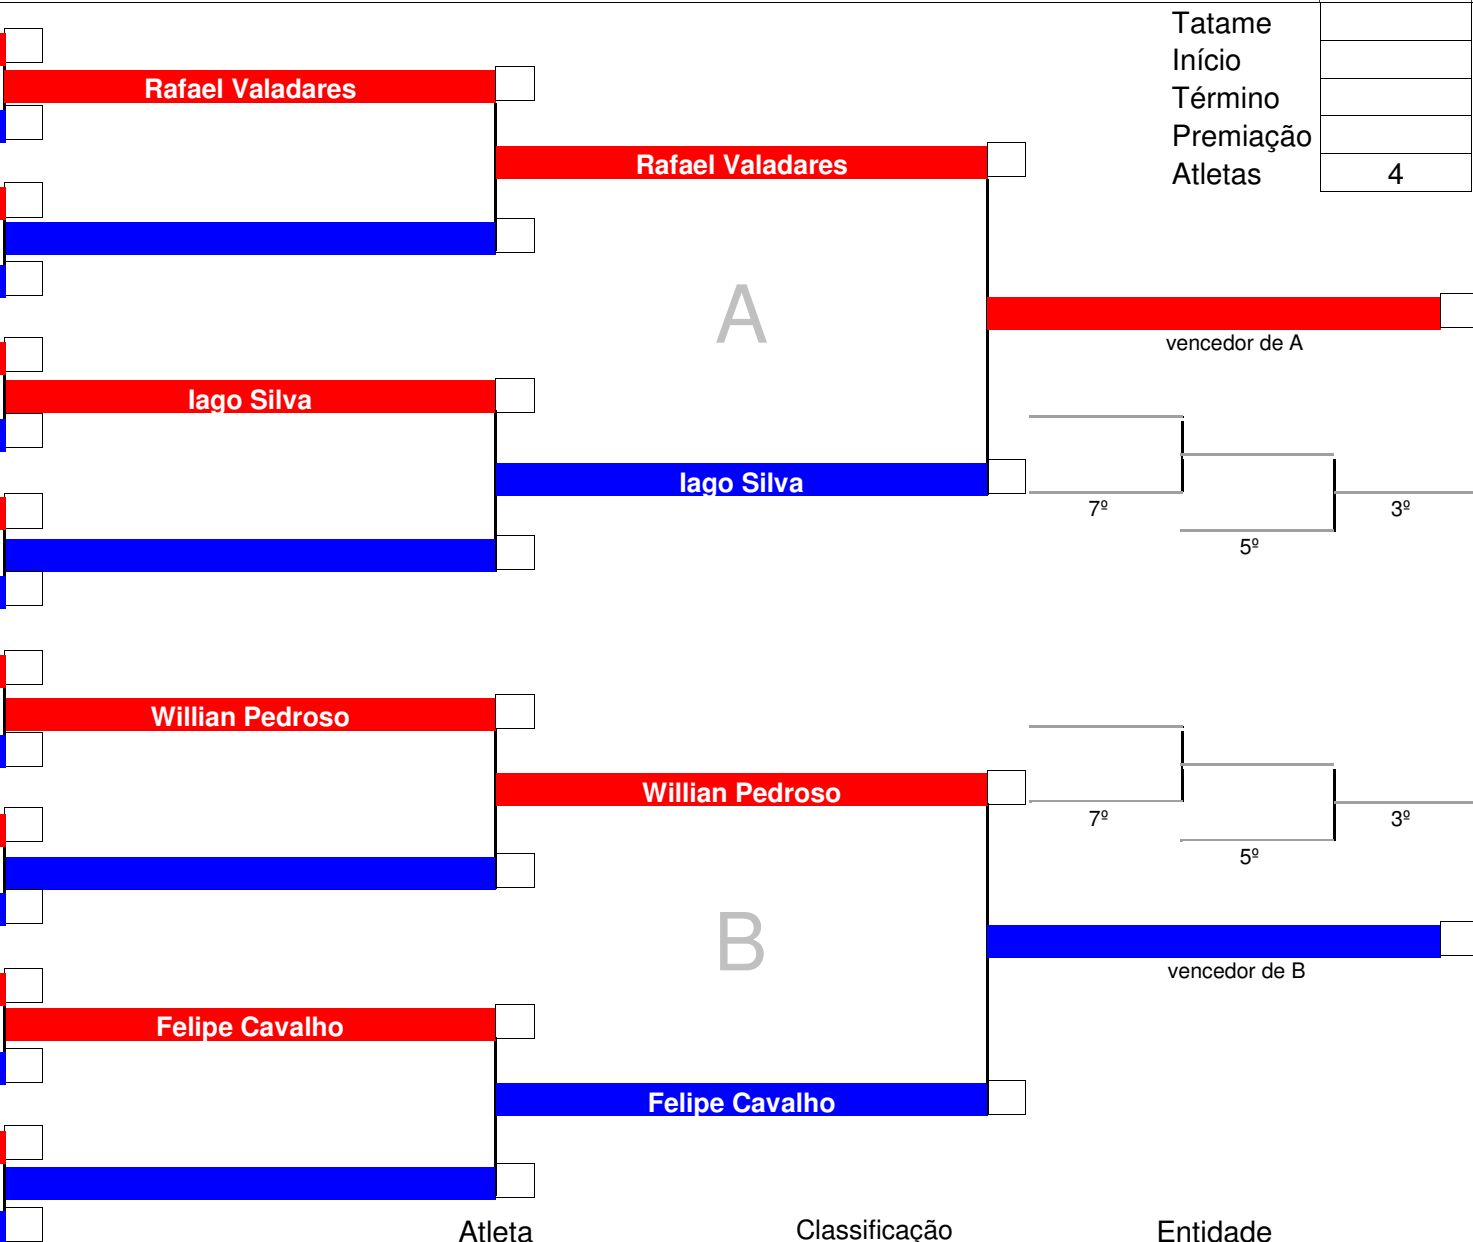 Tatame
Início
Término
Premiação
Atletas 4
Rafael Valadares
Rafael Valadares
A
vencedor de A
Iago Silva
Iago Silva
7º
3º
5º
Willian Pedroso
Willian Pedroso
7º
3º
5º
B
vencedor de B
Felipe Cavalho
Felipe Cavalho
Atleta Classificação Entidade